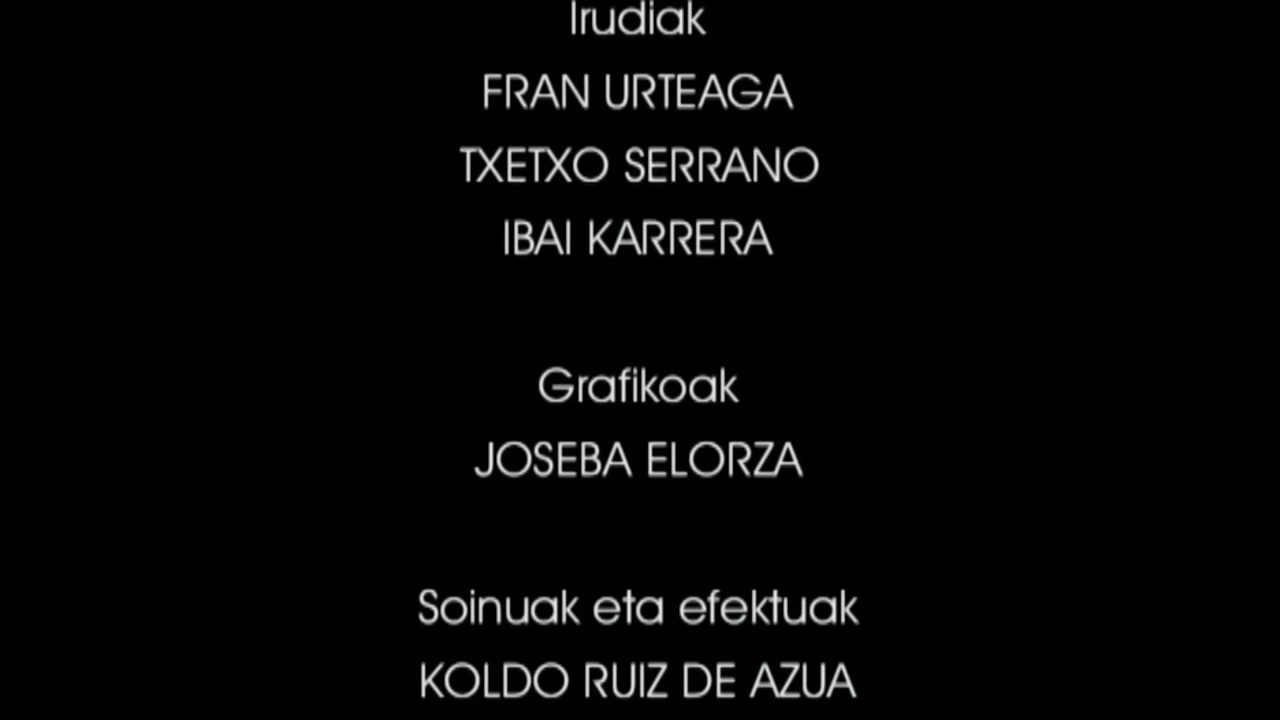 Irudiak
FRAN URTEAGA
TXETXO SERRANO
IBAI KARRERA
Grafikoak
JOSEBA ELORZA
Soinuak eta efektuak
KOLDO RUIZ DE AZUA